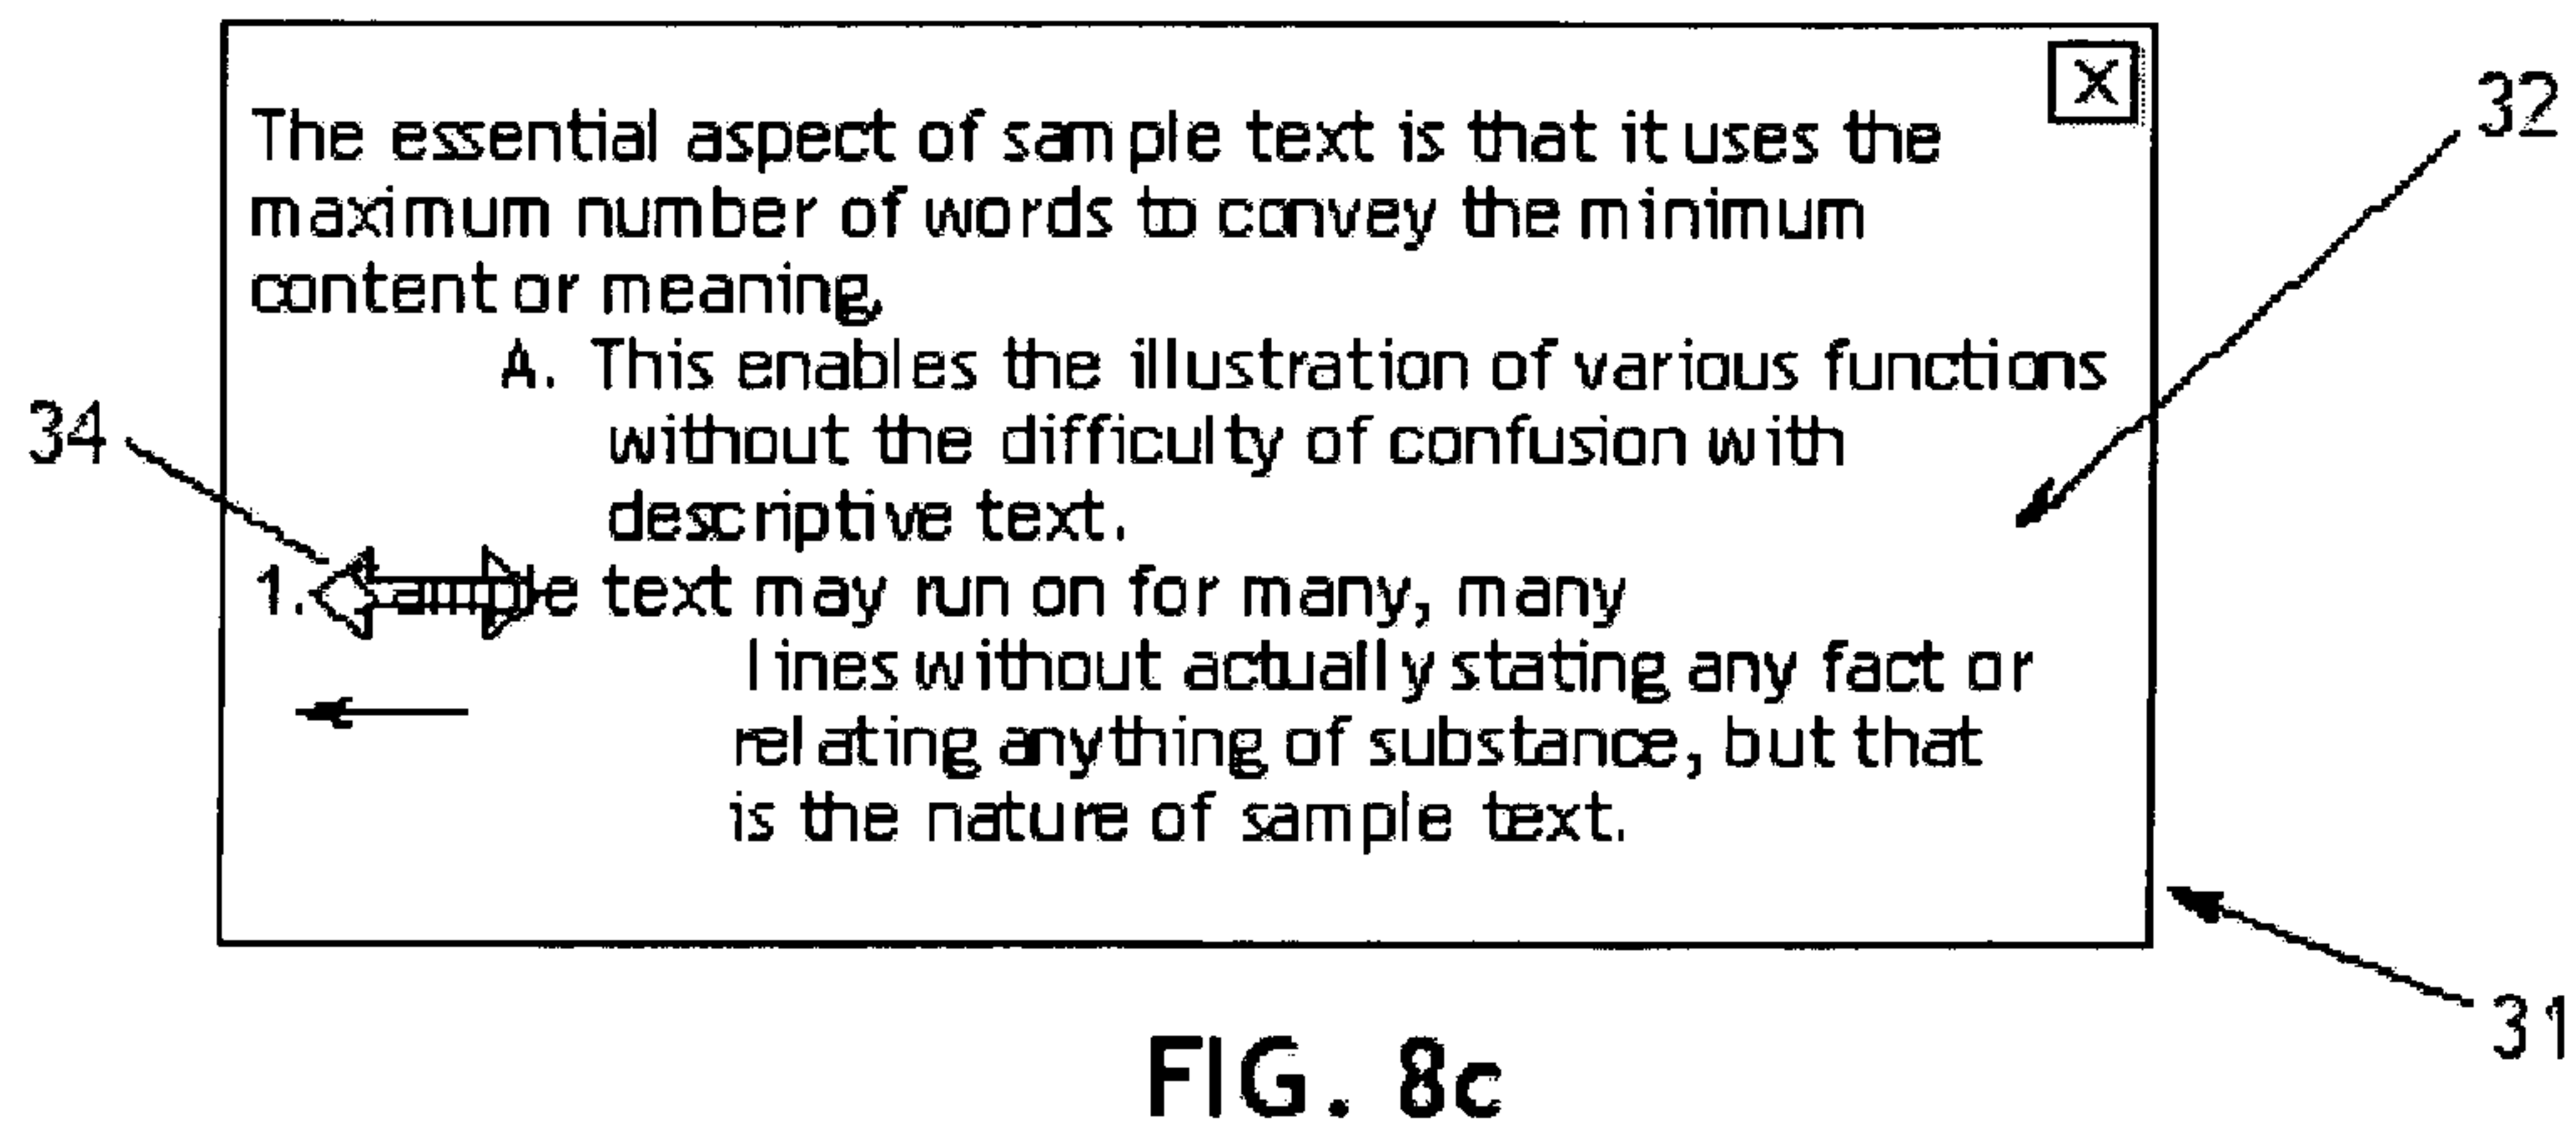 X
32
The essential aspect of sample text is that it uses the
maximum number of words to convey the minimum
content or meaning.
A. This enables the illustration of various functions
without the difficulty of confusion with
descriptive text.
34
1. ample text may run on for many, many
lines without actually stating any fact or
relating anything of substance, but that
is the nature of sample text.
31
FIG. 8c